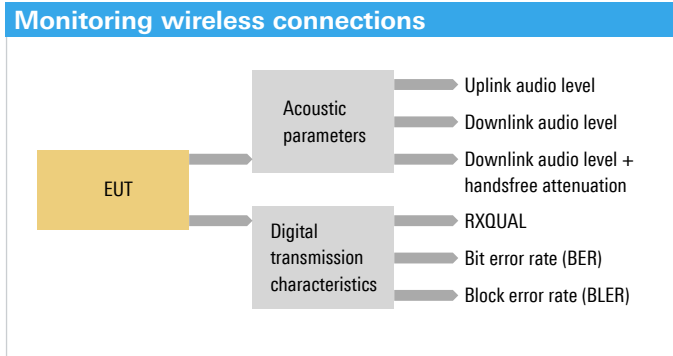 Monitoring wireless connections
EUT
Acoustic
parameters
Uplink audio level
Downlink audio level
Downlink audio level +
handsfree attenuation
Digital
transmission
characteristics
RXQUAL
Bit error rate (BER)
Block error rate (BLER)